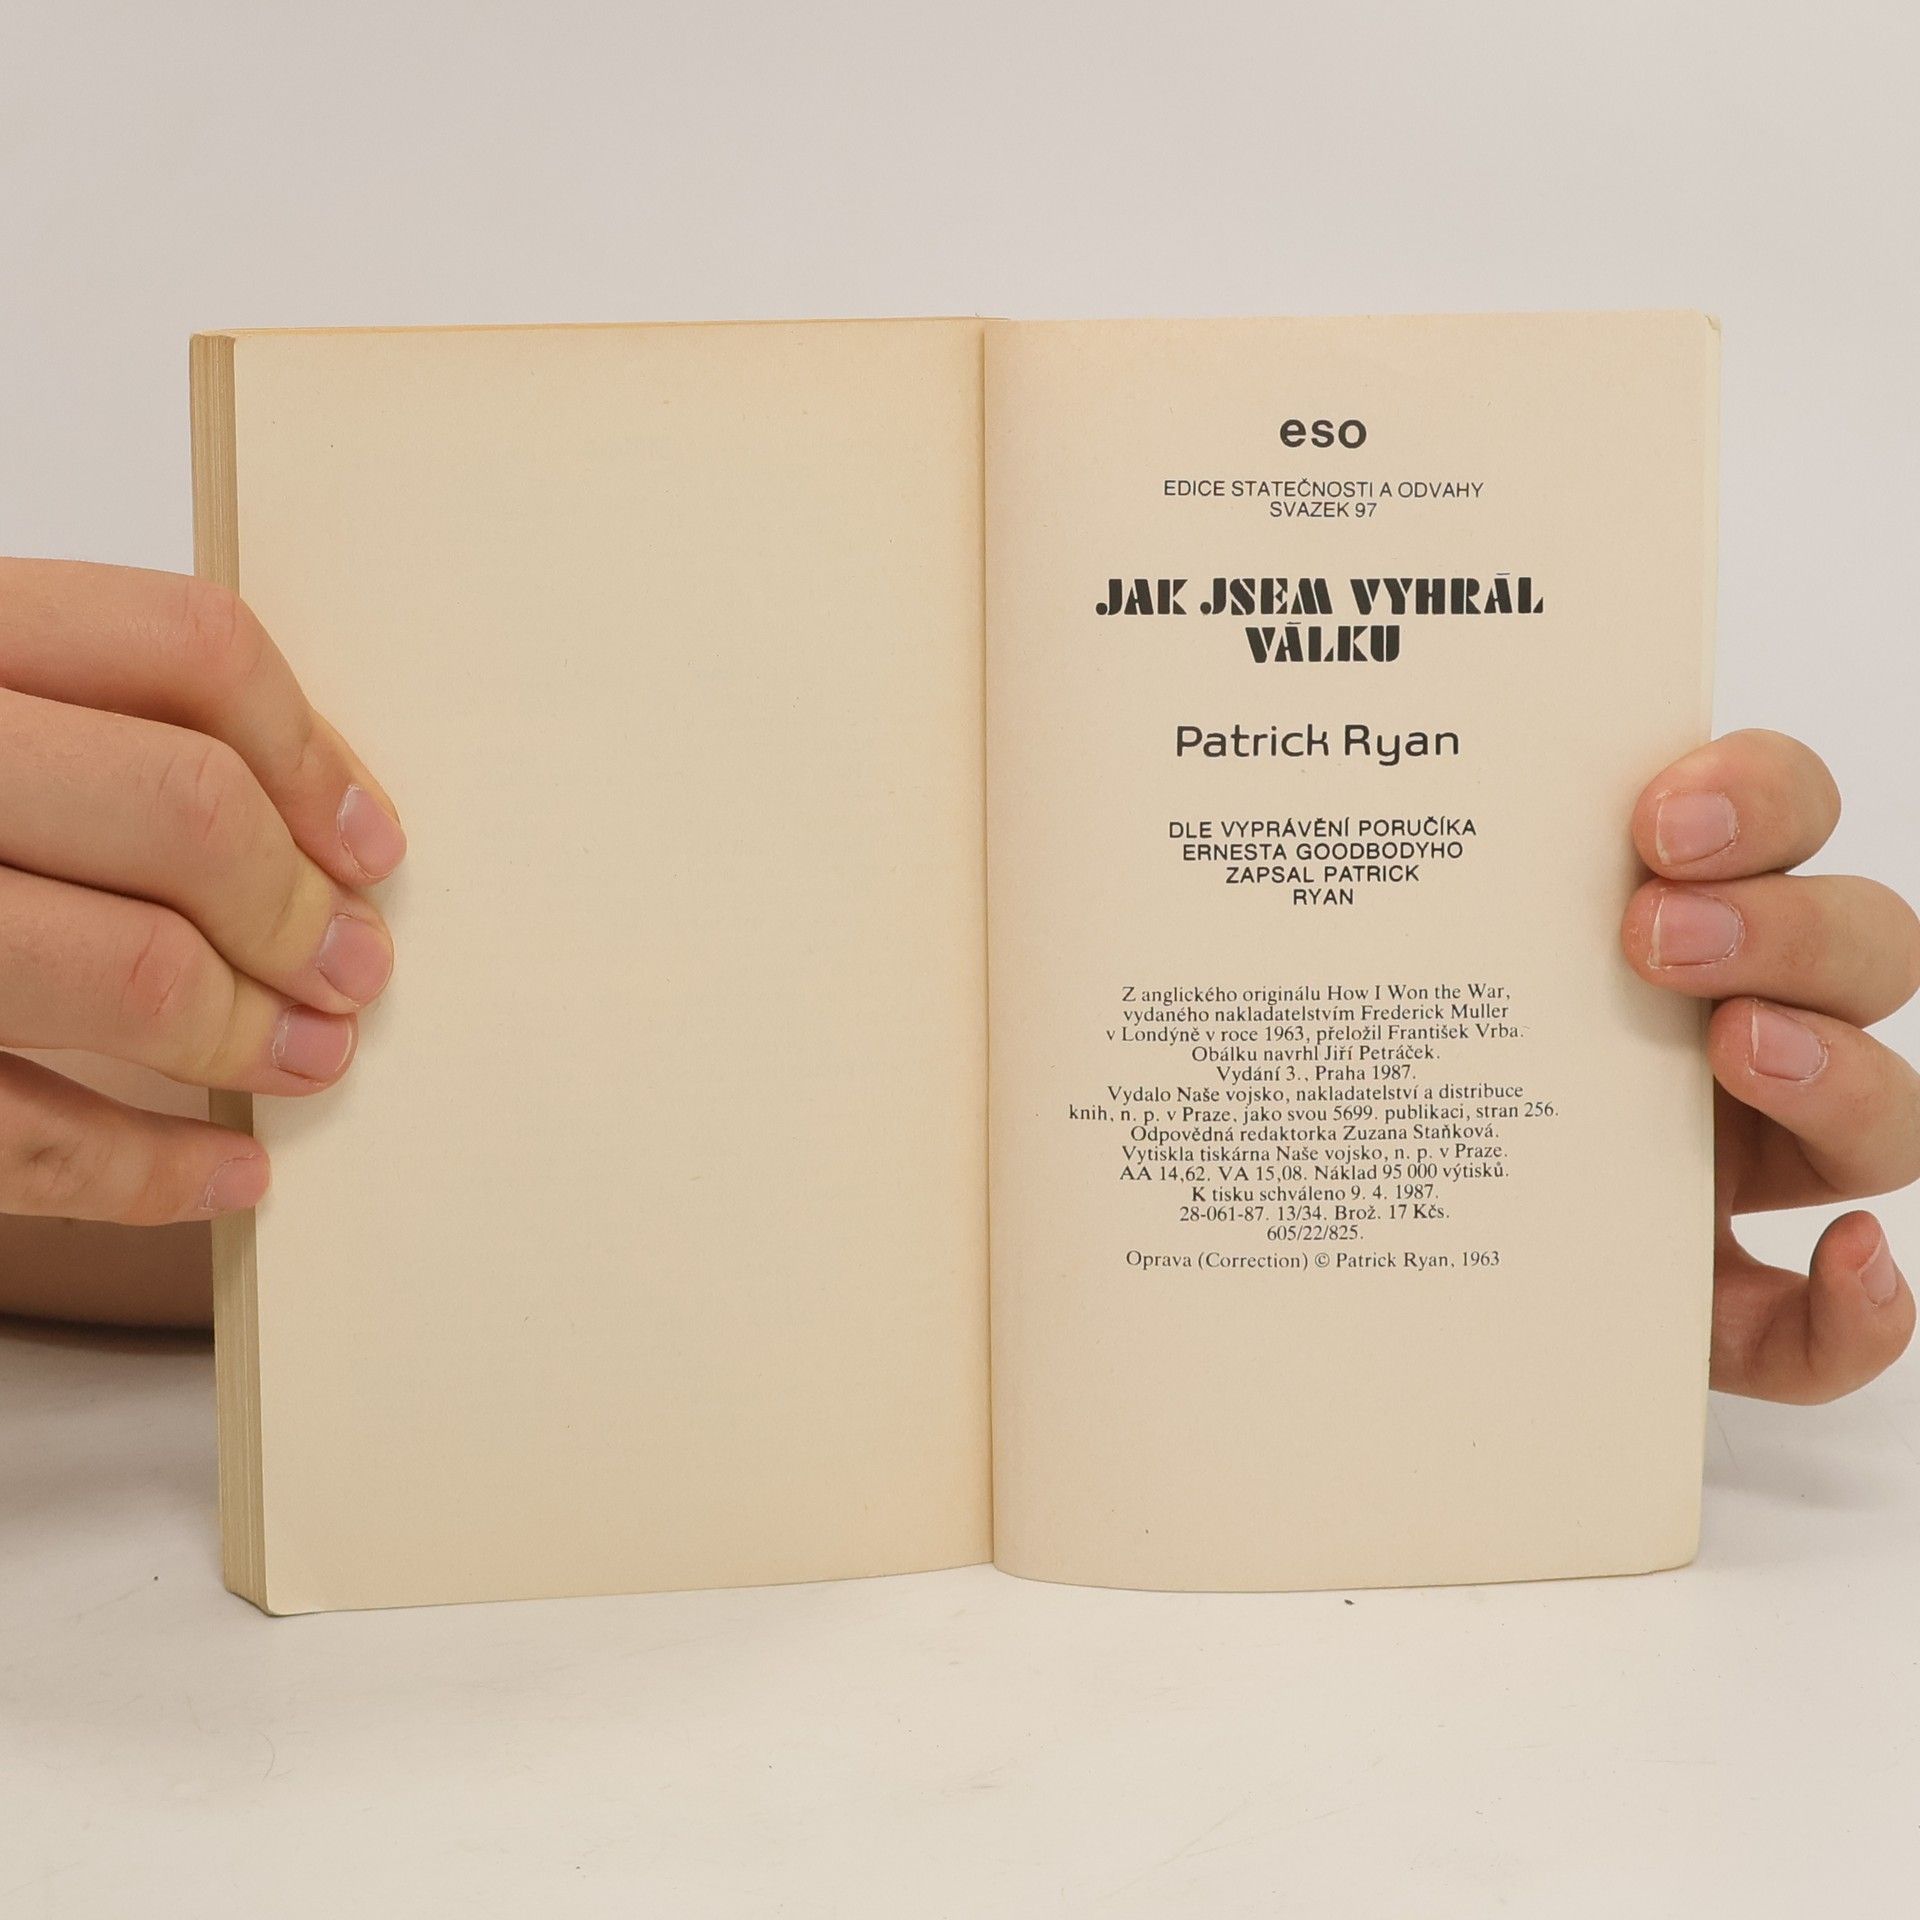 eso
EDICE STATEČNOSTI A ODVAHY
SVAZEK 97
JAK JSEM VYHRÁL
VÁLKU
Patrick Ryan
DLE VYPRÁVĚNÍ PORUČÍKA
ERNESTA GOODBODYHO
ZAPSAL PATRICK
RYAN
Z anglického originálu How I Won the War,
vydaného nakladatelstvím Frederick Muller
v Londýně v roce 1963, přeložil František Vrba.
Obálku navrhl Jiří Petráček.
Vydání 3., Praha 1987.
Vydalo Naše vojsko, nakladatelství a distribuce
knih, n. p. v Praze, jako svou 5699. publikaci, stran 256.
Odpovědná redaktorka Zuzana Staňková.
Vytiskla tiskárna Naše vojsko, n. p. v Praze.
AA 14,62. VA 15,08. Náklad 95 000 výtisků.
K tisku schváleno 9. 4. 1987.
28-061-87. 13/34. Brož. 17 Kčs.
605/22/825.
Oprava (Correction) © Patrick Ryan, 1963